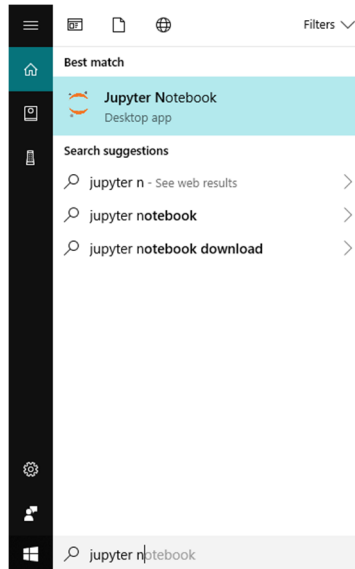 Filters
Best match
Jupyter Notebook
Desktop app
Search suggestions
jupyter n - See web results
jupyter notebook
jupyter notebook download
jupyter notebook